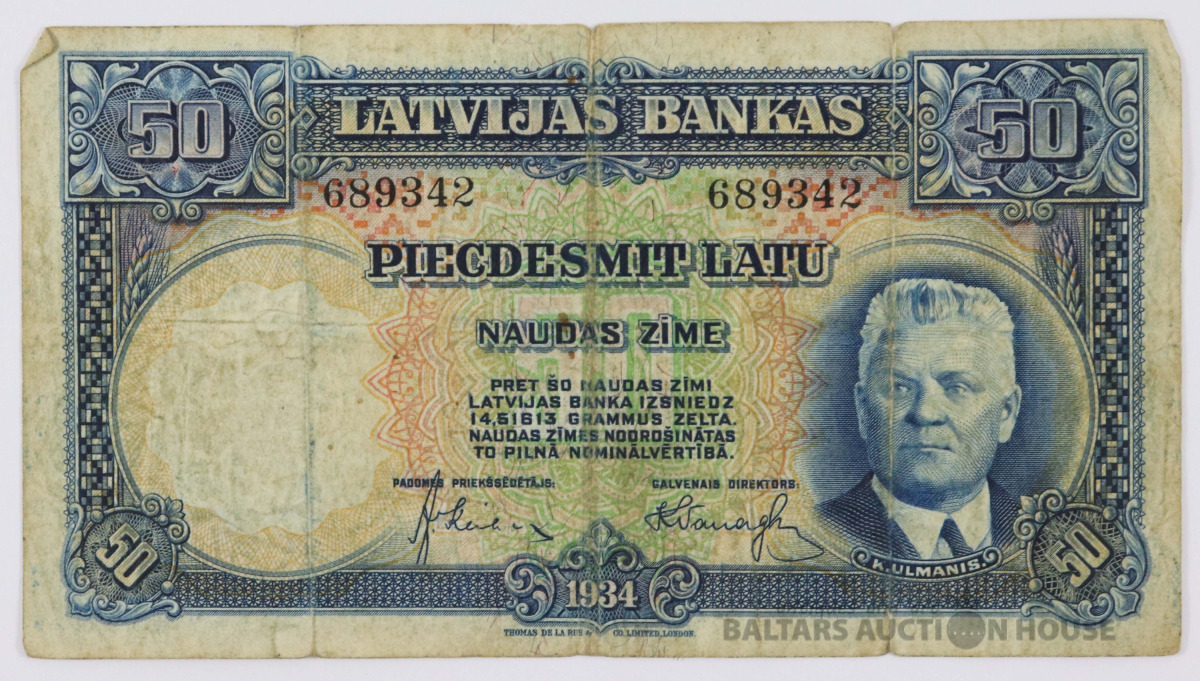 50 LATVIJAS BANKAS 50
689342 689342
PIECDESMIT LATU
NAUDAS ZĪME
50
PRET ŠO NAUDAS ZĪMI
LATVIJAS BANKA IZSNIEDZ
14,51613 GRAMMUS ZELTA.
NAUDAS ZĪMES NODROŠINĀTAS
TO PILNĀ NOMINĀLVĒRTĪBĀ.
PADOMES PRIEKŠSĒDĒTĀJS: GALVENAIS DIREKTORS:
K. ULMANIS.
50 1934 50
THOMAS DE LA RUE & CO. LIMITED, LONDON.
BALTARS AUCTION HOUSE